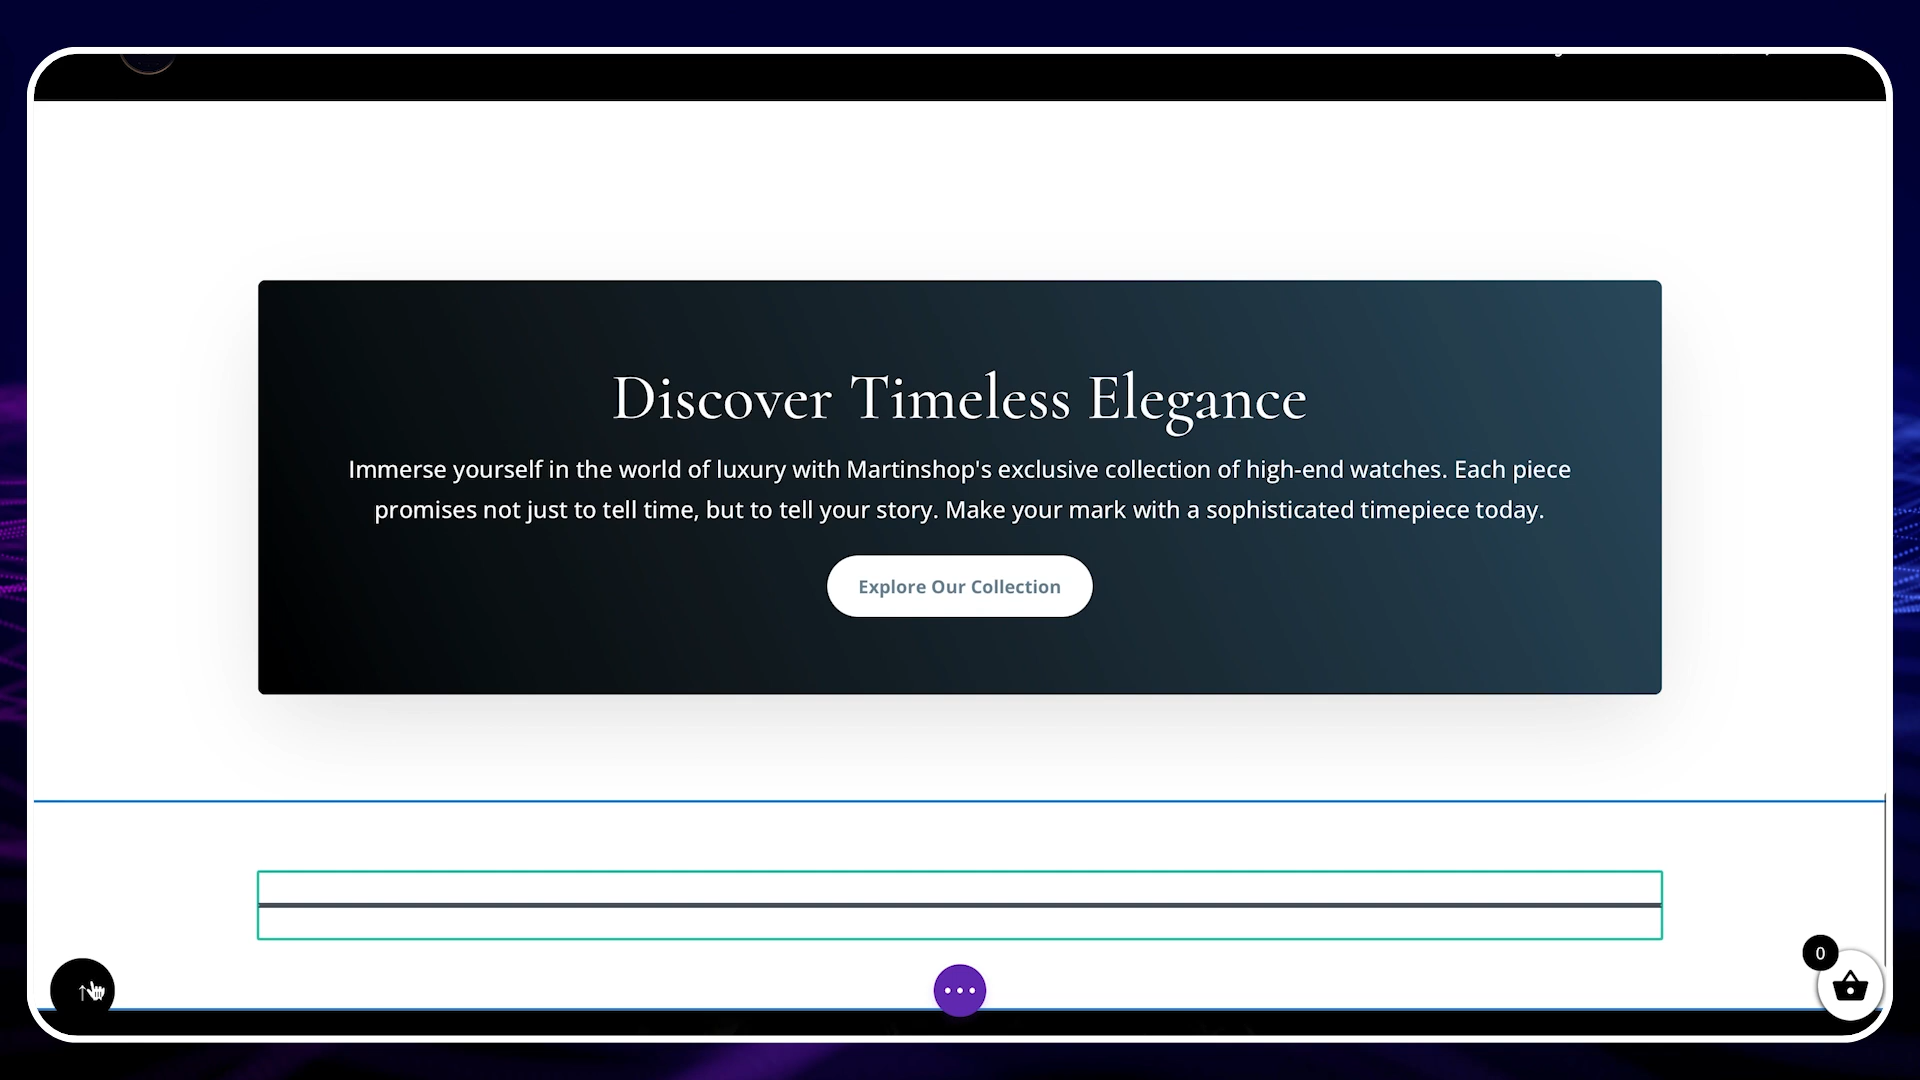 Discover Timeless Elegance
Immerse yourself in the world of luxury with Martinshop's exclusive collection of high-end watches. Each piece
promises not just to tell time, but to tell your story. Make your mark with a sophisticated timepiece today.
Explore Our Collection
0